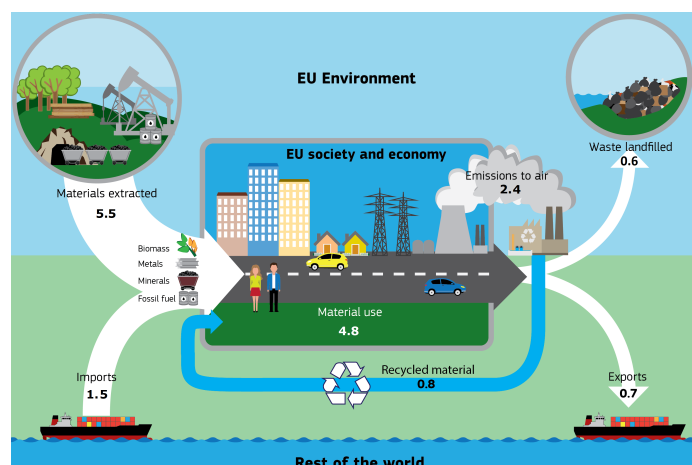 EU Environment
EU society and economy
Waste landfilled
0.6
Emissions to air
2.4
Materials extracted
5.5
Biomass
Metals
Minerals
Fossil fuel
Material use
4.8
Recycled material
0.8
Imports
1.5
Exports
0.7
Rest of the world